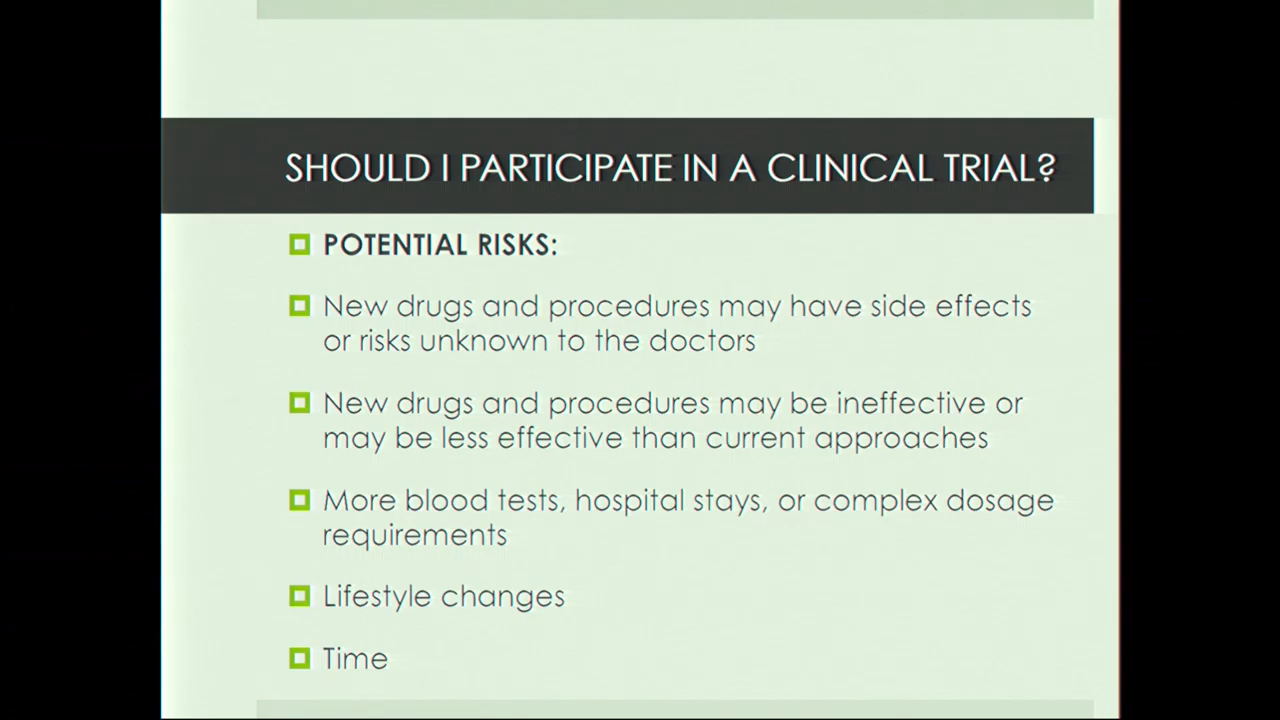 SHOULD I PARTICIPATE IN A CLINICAL TRIAL?
POTENTIAL RISKS:
New drugs and procedures may have side effects
or risks unknown to the doctors
New drugs and procedures may be ineffective or
may be less effective than current approaches
More blood tests, hospital stays, or complex dosage
requirements
Lifestyle changes
Time